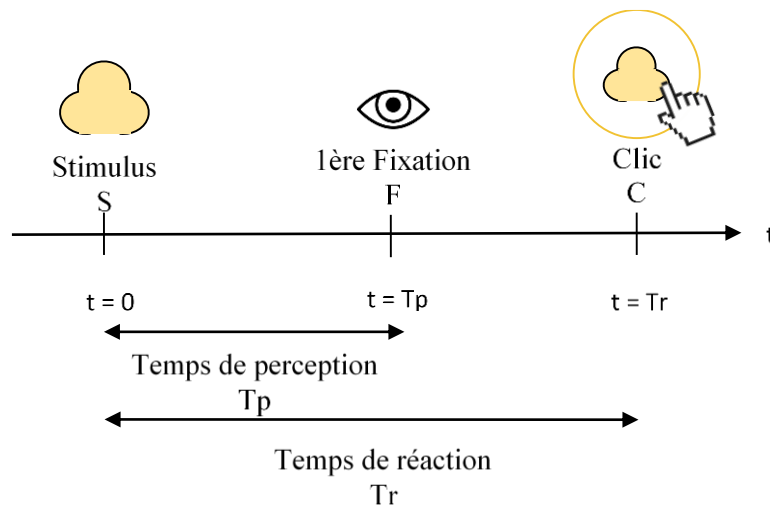 Stimulus
S
1ère Fixation
F
Clic
C
t
t = 0
t = Tp
t = Tr
Temps de perception
Tp
Temps de réaction
Tr